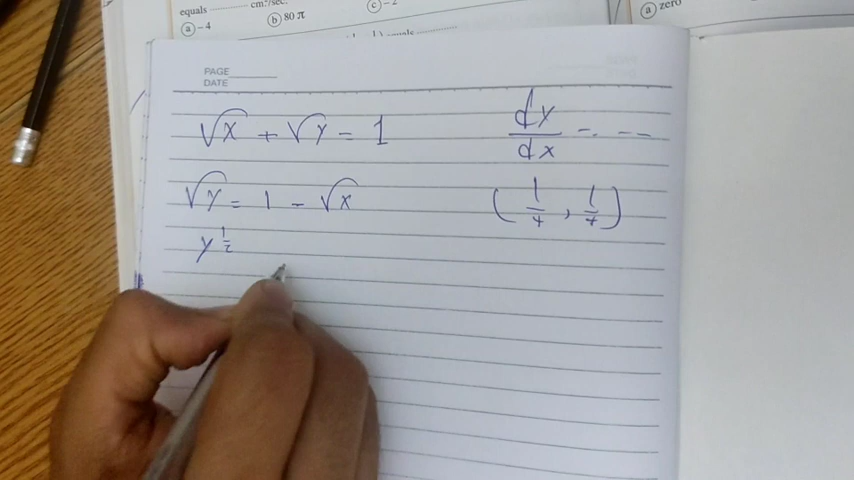 equals .......... cm²/sec.
(a) – 4 (b) 80 π (c) – 2
(a) zero
equals
PAGE
DATE
√x + √y = 1
dy/dx = - - -
√y = 1 - √x
(1/4, 1/4)
y^1/2